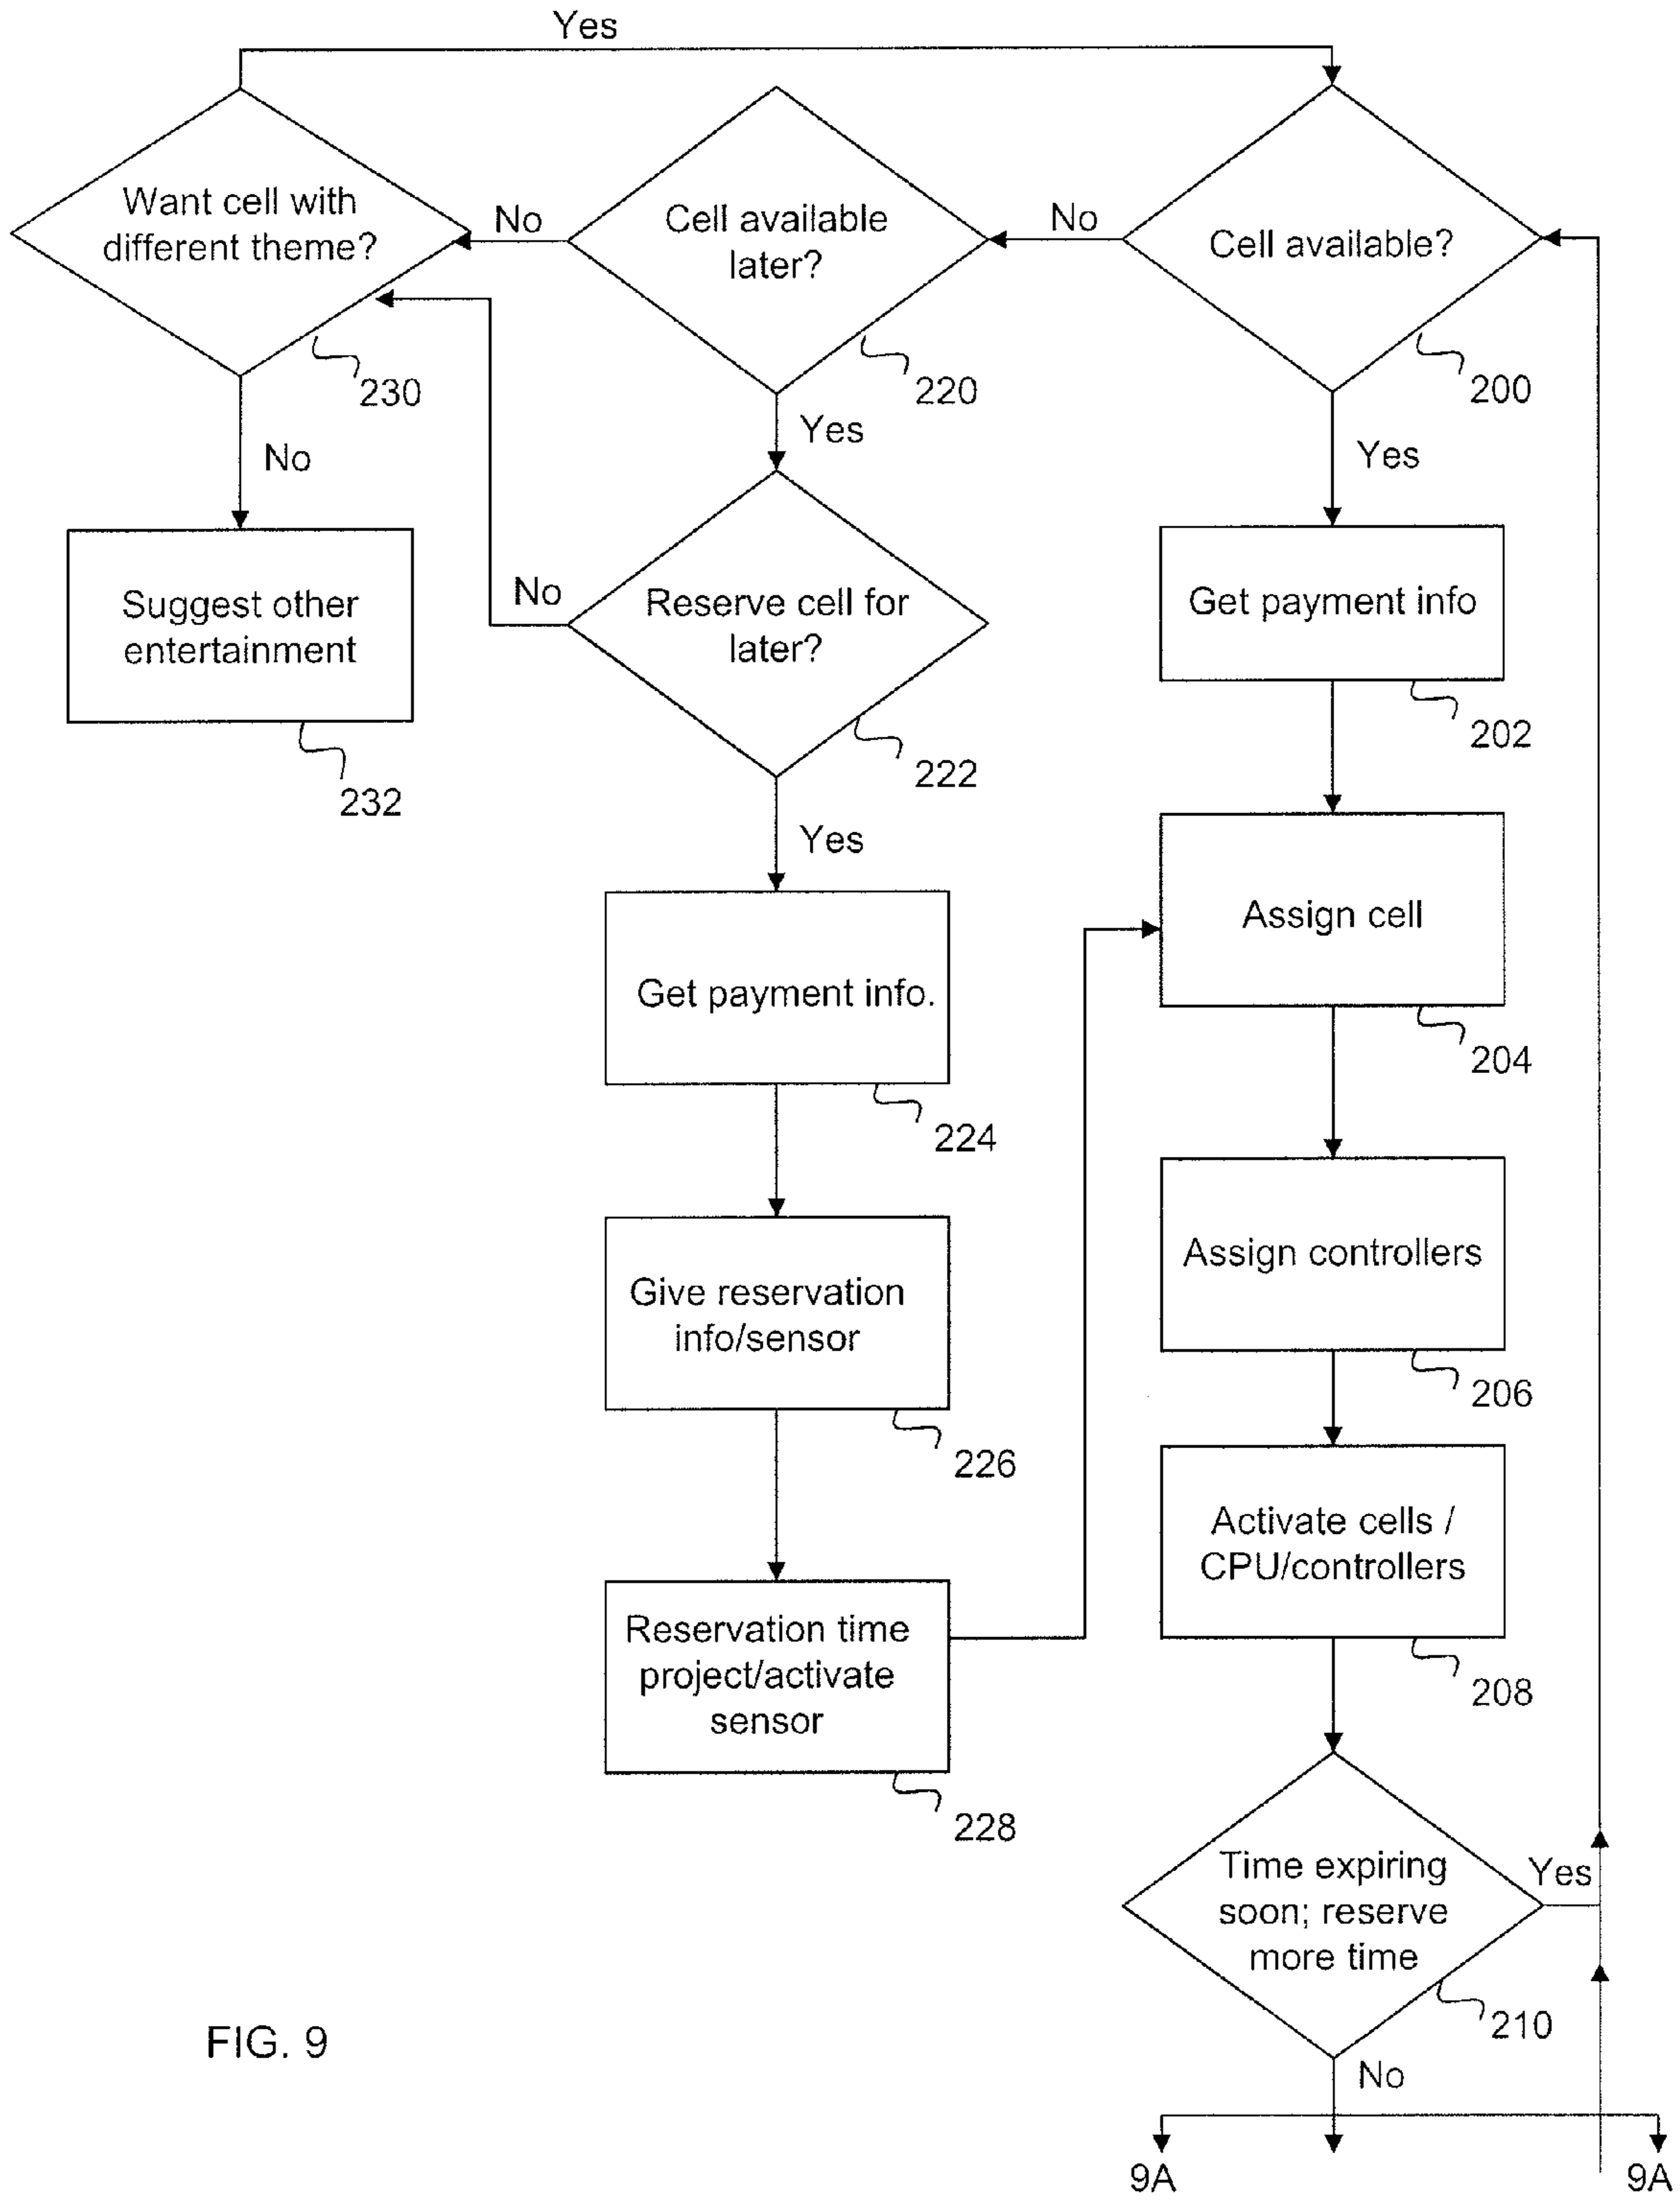 Yes
Want cell with
different theme?
No
Cell available
later?
No
Cell available?
230
220
200
No
Yes
Yes
Suggest other
entertainment
No
Reserve cell for
later?
Get payment info
232
222
202
Yes
Get payment info.
Assign cell
224
204
Give reservation
info/sensor
Assign controllers
226
206
Reservation time
project/activate
sensor
Activate cells /
CPU/controllers
228
208
Time expiring
soon; reserve
more time
Yes
210
No
FIG. 9
9A
9A